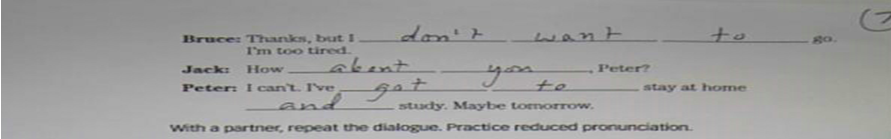 Bruce: Thanks, but I don't want to go.
I'm too tired.
Jack: How about you, Peter?
Peter: I can't. I've got to stay at home
and study. Maybe tomorrow.
With a partner, repeat the dialogue. Practice reduced pronunciation.